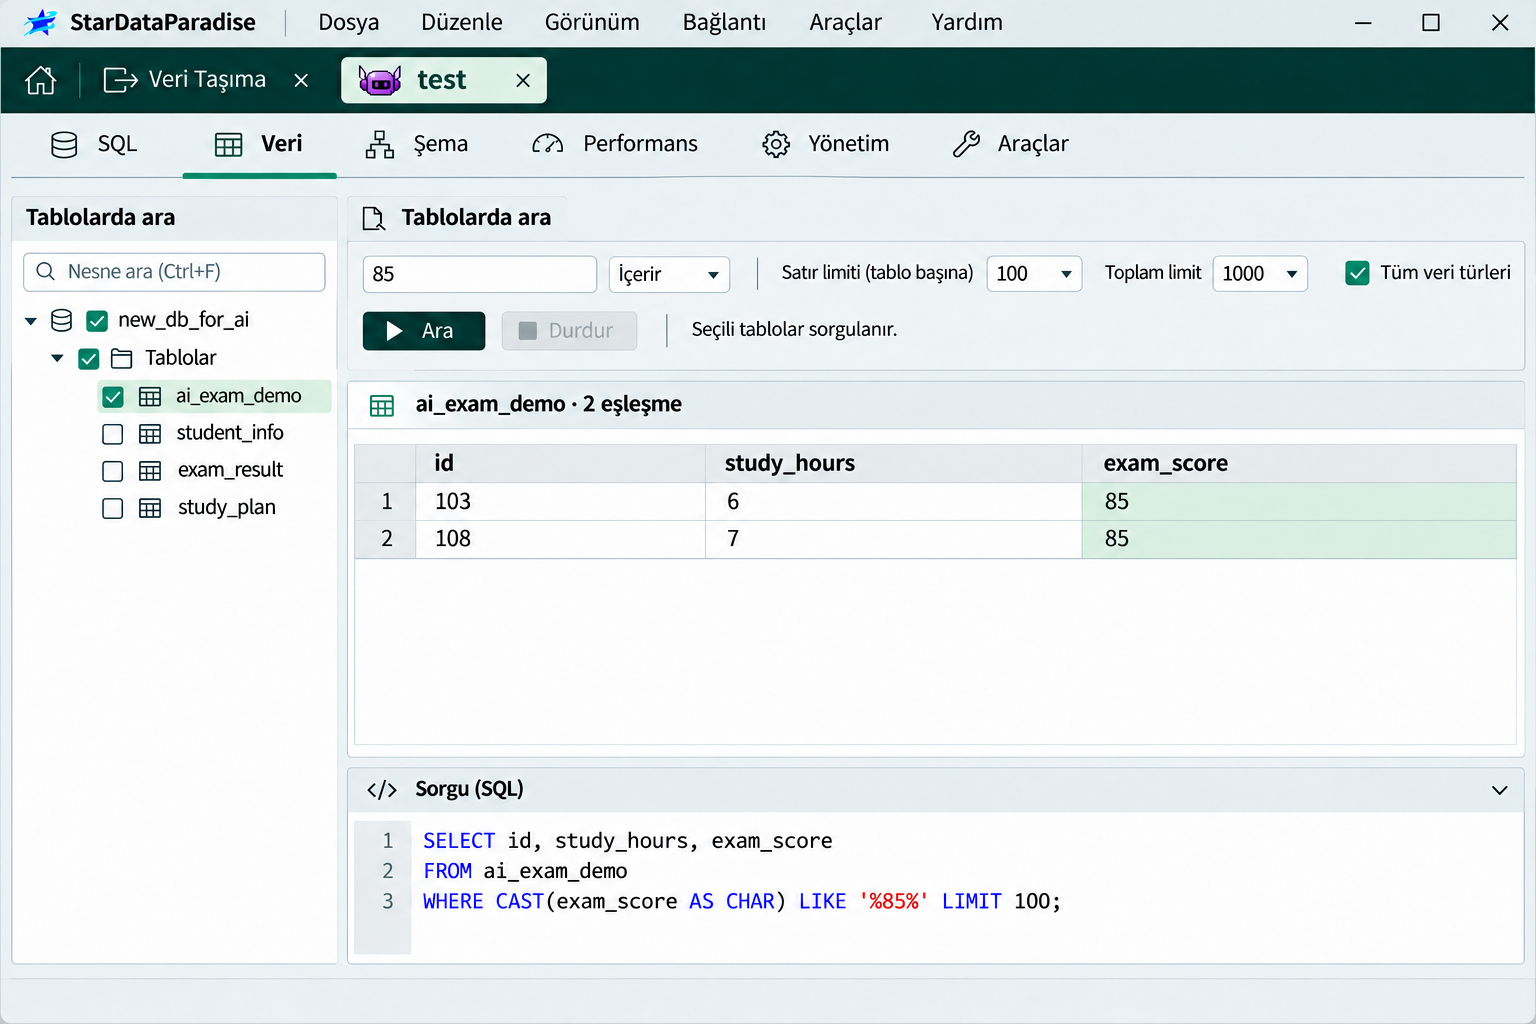 StarDataParadise Dosya Düzenle Görünüm Bağlantı Araçlar Yardım
Veri Taşıma test
SQL Veri Şema Performans Yönetim Araçlar
Tablolarda ara
Nesne ara (Ctrl+F)
new_db_for_ai
Tablolar
ai_exam_demo
student_info
exam_result
study_plan
Tablolarda ara
85 İçerir Satır limiti (tablo başına) 100 Toplam limit 1000 Tüm veri türleri
Ara Durdur Seçili tablolar sorgulanır.
ai_exam_demo · 2 eşleşme
id study_hours exam_score
1 103 6 85
2 108 7 85
</> Sorgu (SQL)
1 SELECT id, study_hours, exam_score
2 FROM ai_exam_demo
3 WHERE CAST(exam_score AS CHAR) LIKE '%85%' LIMIT 100;